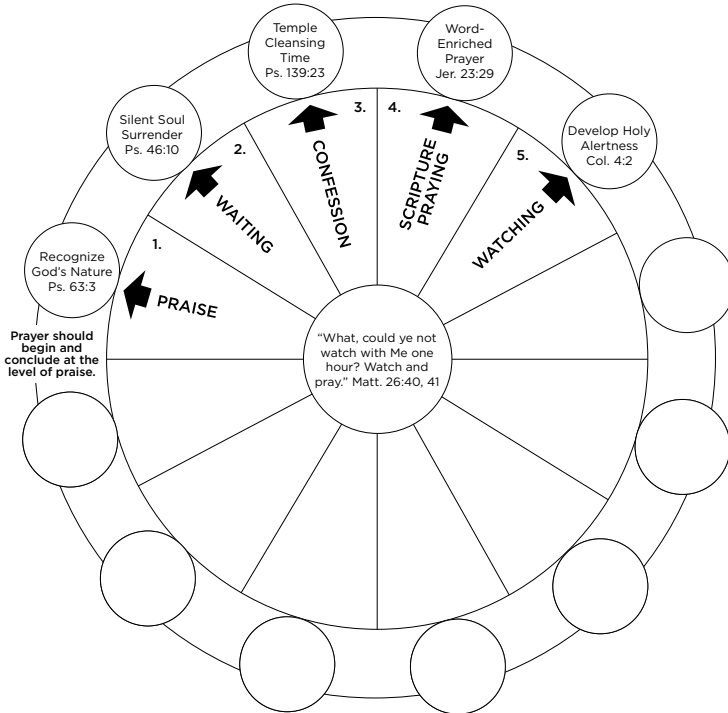 Temple
Cleansing
Time
Ps. 139:23
Word-
Enriched
Prayer
Jer. 23:29
Silent Soul
Surrender
Ps. 46:10
Develop Holy
Alertness
Col. 4:2
Recognize
God's Nature
Ps. 63:3
1.
PRAISE
2.
WAITING
3.
CONFESSION
4.
SCRIPTURE
PRAYING
5.
WATCHING
Prayer should
begin and
conclude at the
level of praise.
“What, could ye not
watch with Me one
hour? Watch and
pray.” Matt. 26:40, 41